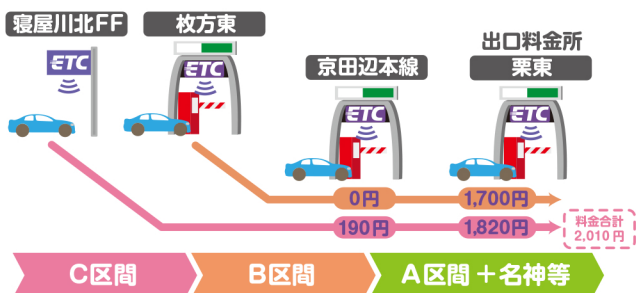 寝屋川北FF
枚方東
京田辺本線
出口料金所
栗東
ETC
ETC
ETC
ETC
0円
1,700円
190円
1,820円
料金合計
2,010円
C区間
B区間
A区間＋名神等